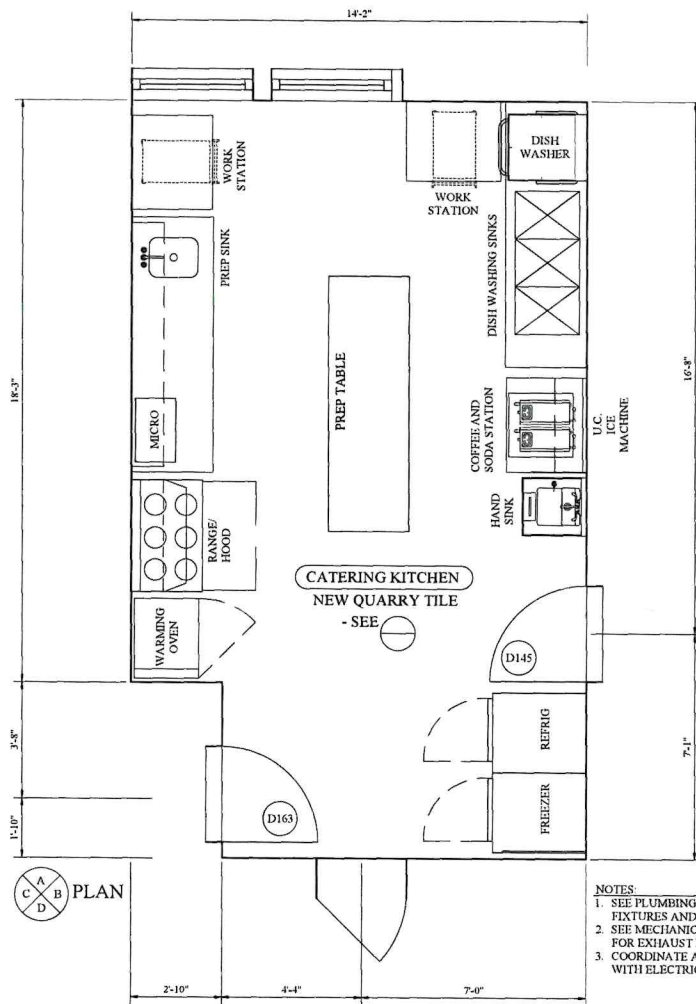 14'-2"
WORK
STATION
DISH
WASHER
WORK
STATION
PREP SINK
DISH WASHING SINKS
18'-3"
16'-8"
PREP TABLE
MICRO
COFFEE AND
SODA STATION
U.C.
ICE
MACHINE
HAND
SINK
RANGE/
HOOD
CATERING KITCHEN
NEW QUARRY TILE
- SEE
WARMING
OVEN
D145
3'-8"
REFRIG
7'-1"
D163
FREEZER
1'-10"
A
C B
D
PLAN
NOTES:
1. SEE PLUMBING
FIXTURES AND
2. SEE
FOR EXHAUST
3. COORDINATE
WITH
2'-10"
4'-4"
7'-0"